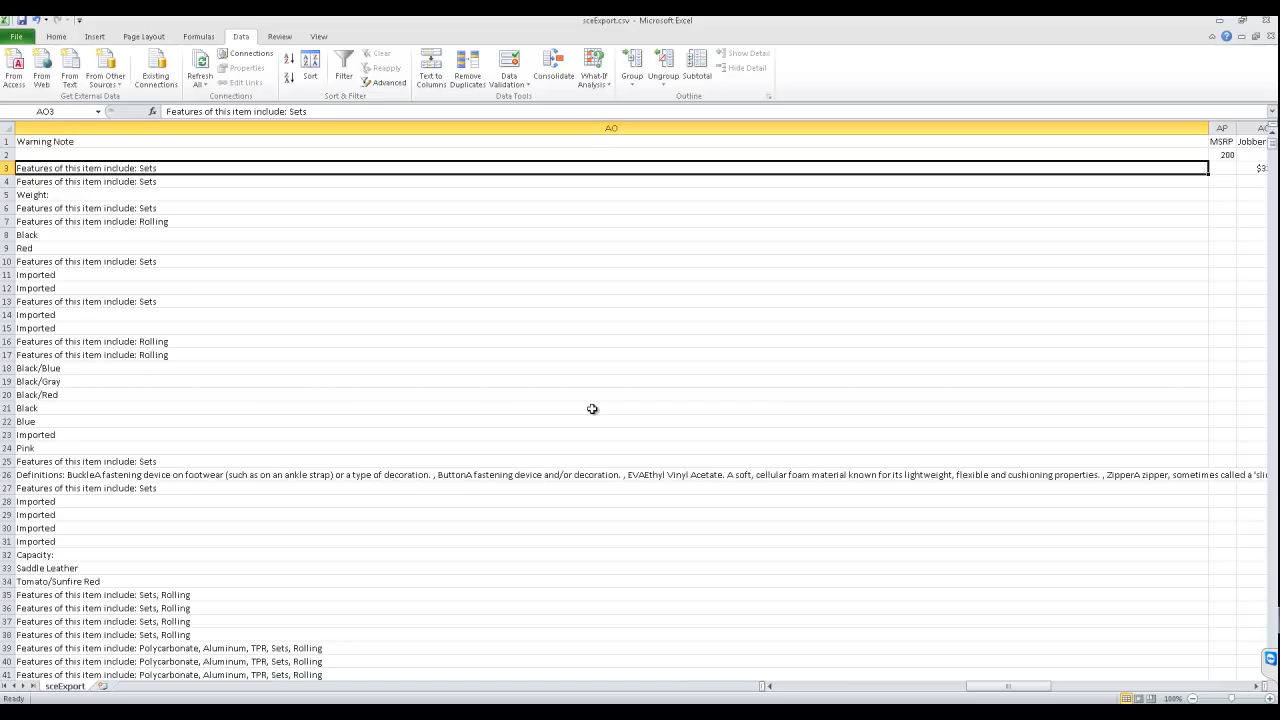 sceExport.csv - Microsoft Excel
File Home Insert Page Layout Formulas Data Review View
From Access
From Web
From Text
From Other Sources
Existing Connections
Refresh All
Connections
Properties
Edit Links
Sort
Filter
Clear
Reapply
Advanced
Text to Columns
Remove Duplicates
Data Validation
Consolidate
What-If Analysis
Group
Ungroup
Subtotal
Show Detail
Hide Detail
Get External Data Connections Sort & Filter Data Tools Outline
AO3 fx Features of this item include: Sets
AO AP
1 Warning Note MSRP Jobber
2 200
3 Features of this item include: Sets
4 Features of this item include: Sets
5 Weight:
6 Features of this item include: Sets
7 Features of this item include: Rolling
8 Black
9 Red
10 Features of this item include: Sets
11 Imported
12 Imported
13 Features of this item include: Sets
14 Imported
15 Imported
16 Features of this item include: Rolling
17 Features of this item include: Rolling
18 Black/Blue
19 Black/Gray
20 Black/Red
21 Black
22 Blue
23 Imported
24 Pink
25 Features of this item include: Sets
26 Definitions: BuckleA fastening device on footwear (such as on an ankle strap) or a type of decoration. , ButtonA fastening device and/or decoration. , EVAEthyl Vinyl Acetate. A soft, cellular foam material known for its lightweight, flexible and cushioning properties. , ZipperA zipper, sometimes called a 'sli
27 Features of this item include: Sets
28 Imported
29 Imported
30 Imported
31 Imported
32 Capacity:
33 Saddle Leather
34 Tomato/Sunfire Red
35 Features of this item include: Sets, Rolling
36 Features of this item include: Sets, Rolling
37 Features of this item include: Sets, Rolling
38 Features of this item include: Sets, Rolling
39 Features of this item include: Polycarbonate, Aluminum, TPR, Sets, Rolling
40 Features of this item include: Polycarbonate, Aluminum, TPR, Sets, Rolling
41 Features of this item include: Polycarbonate, Aluminum, TPR, Sets, Rolling
sceExport
Ready 100%